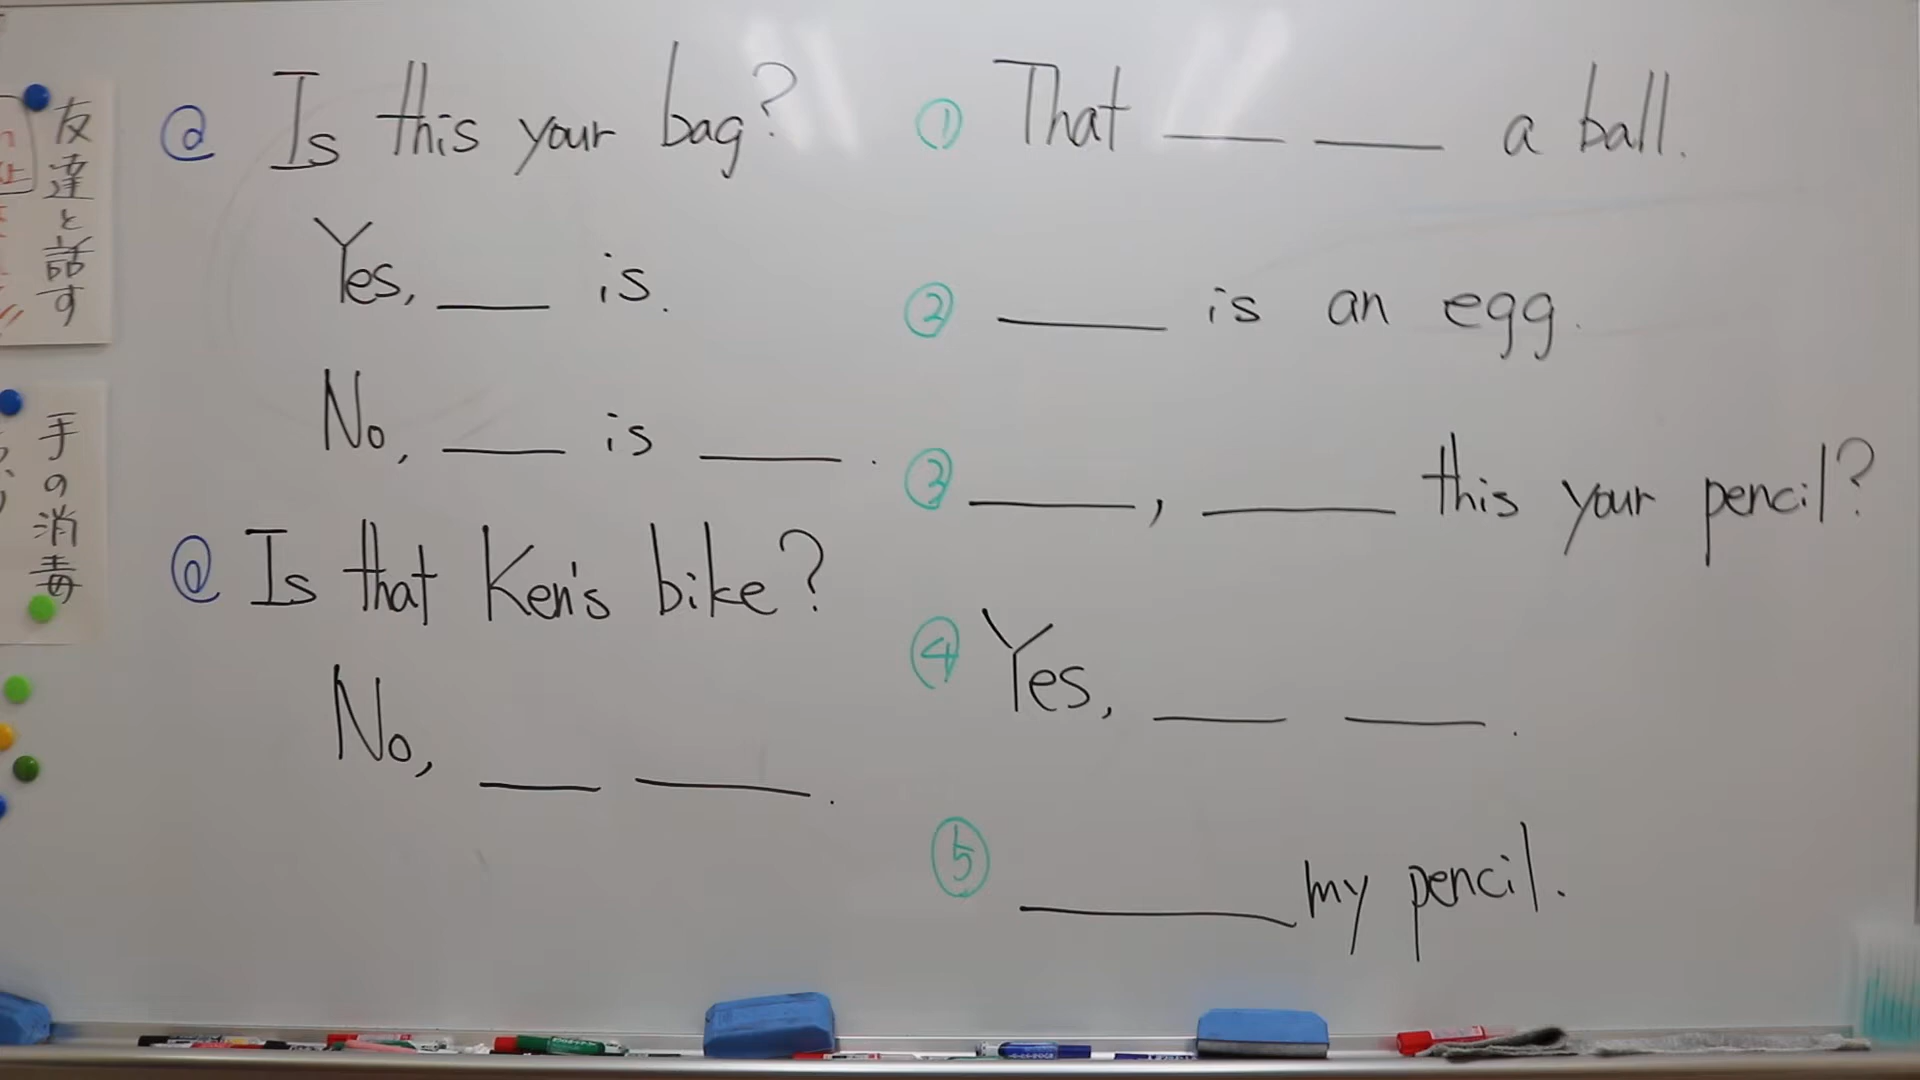 友達と話す
手の消毒
@ Is this your bag?
Yes, ___ is.
No, ___ is ___.
@ Is that Ken's bike?
No, ___ ___.
① That ___ ___ a ball.
② ___ is an egg.
③ ___, ___ this your pencil?
④ Yes, ___ ___.
⑤ ___ my pencil.